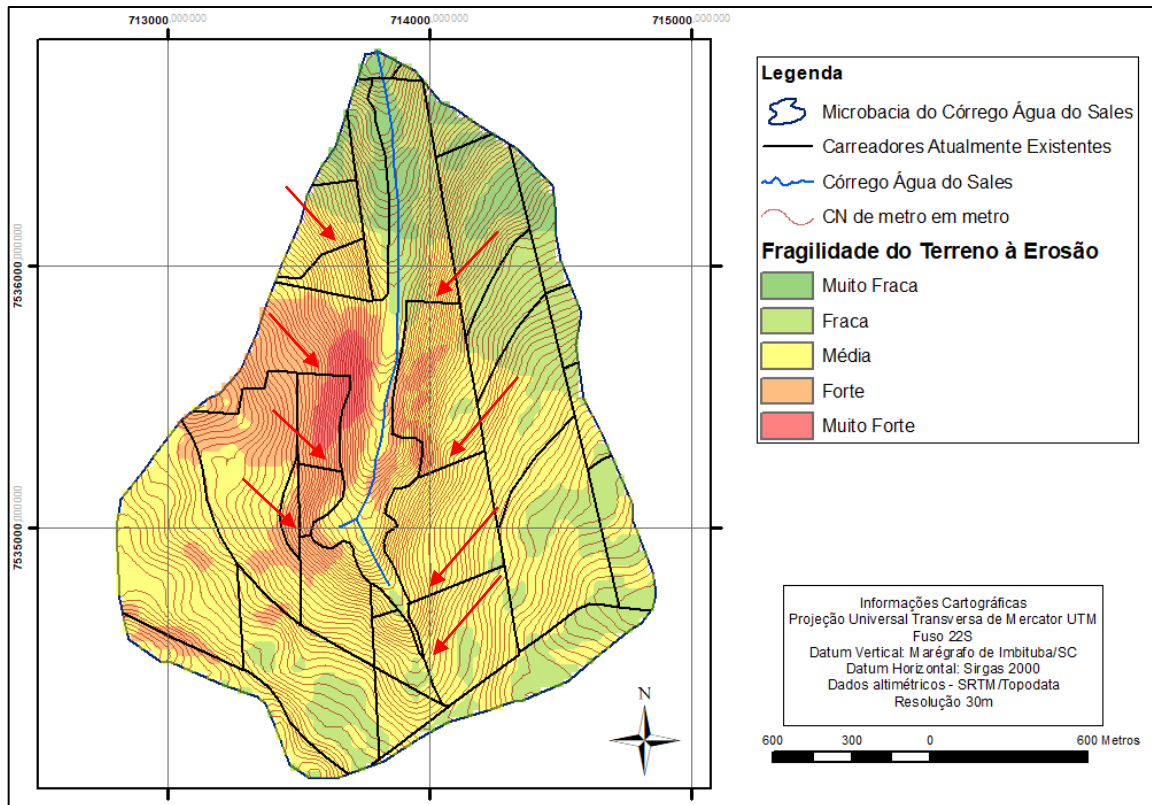 713000,000000
714000,000000
715000,000000
7536000,000000
7535000,000000
Legenda
Microbacia do Córrego Água do Sales
Carreadores Atualmente Existentes
Córrego Água do Sales
CN de metro em metro
Fragilidade do Terreno à Erosão
Muito Fraca
Fraca
Média
Forte
Muito Forte
Informações Cartográficas
Projeção Universal Transversa de Mercator UTM
Fuso 22S
Datum Vertical: Marégrafo de Imbituba/SC
Datum Horizontal: Sirgas 2000
Dados altimétricos - SRTM/Topodata
Resolução 30m
N
600 300 0 600 Metros